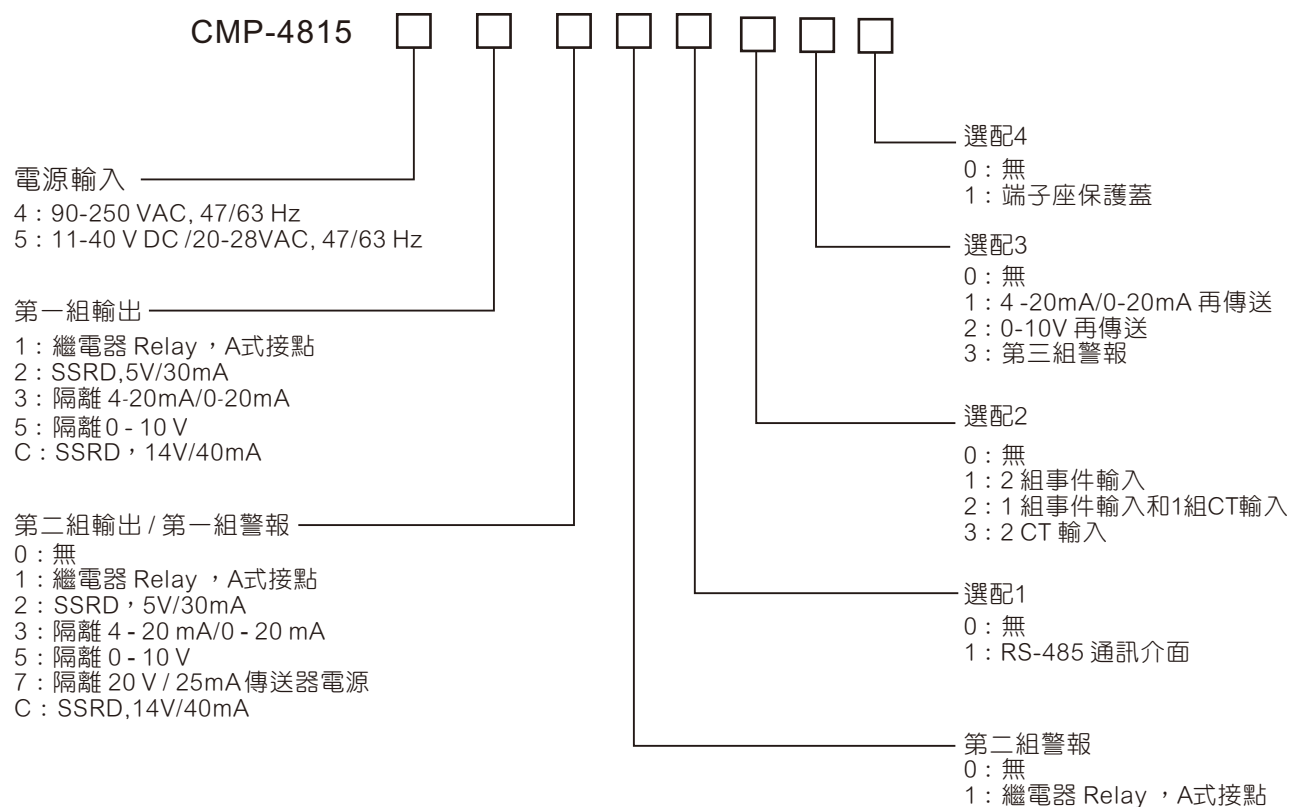 CMP-4815
電源輸入
4：90-250 VAC, 47/63 Hz
5：11-40 V DC /20-28VAC, 47/63 Hz
第一組輸出
1：繼電器 Relay ，A式接點
2：SSRD,5V/30mA
3：隔離 4-20mA/0-20mA
5：隔離0 - 10 V
C：SSRD，14V/40mA
第二組輸出 / 第一組警報
0：無
1：繼電器 Relay ，A式接點
2：SSRD，5V/30mA
3：隔離 4 - 20 mA/0 - 20 mA
5：隔離 0 - 10 V
7：隔離 20 V / 25mA傳送器電源
C：SSRD,14V/40mA
選配4
0：無
1：端子座保護蓋
選配3
0：無
1：4 -20mA/0-20mA 再傳送
2：0-10V 再傳送
3：第三組警報
選配2
0：無
1：2 組事件輸入
2：1 組事件輸入和1組CT輸入
3：2 CT 輸入
選配1
0：無
1：RS-485 通訊介面
第二組警報
0：無
1：繼電器 Relay ，A式接點